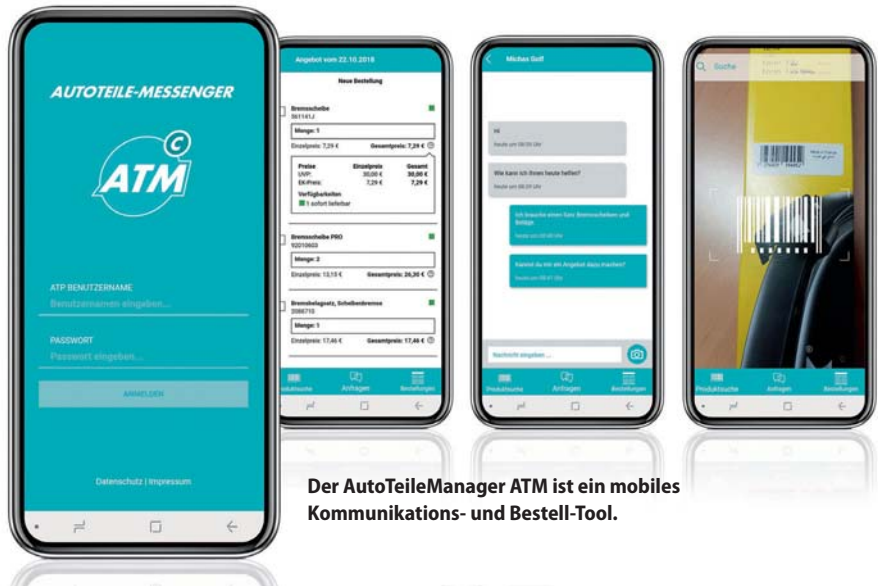 AUTOTEILE-MESSENGER
C
ATM
ATP BENUTZERNAME
Benutzernamen eingeben...
PASSWORT
Passwort eingeben...
ANMELDEN
Datenschutz | Impressum
Angebot vom 22.10.2018
Neue Bestellung
Bremsscheibe
361141J
Menge: 1
Einzelpreis: 7,29 € Gesamtpreis: 7,29 €
Preise Einzelpreis Gesamt
UVP: 30,00 € 30,00 €
EK-Preis: 7,29 € 7,29 €
Verfügbarkeiten
1 sofort lieferbar
Bremsscheibe PRO
92010603
Menge: 2
Einzelpreis: 13,15 € Gesamtpreis: 26,30 €
Bremsbelagsatz, Scheibenbremse
2086710
Menge: 1
Einzelpreis: 17,46 € Gesamtpreis: 17,46 €
Anfragen Bestellungen
Miches Golf
Hi
Wie kann ich Ihnen heute helfen?
Ich brauche einen Satz Bremsscheiben und
Beläge.
Kannst du mir ein Angebot dazu machen?
Nachricht eingeben ...
Produktsuche Anfragen Bestellungen
Suche
Produktsuche Anfragen Bestellungen
Der AutoTeileManager ATM ist ein mobiles
Kommunikations- und Bestell-Tool.